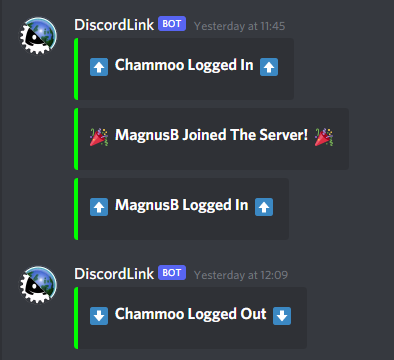 DiscordLink BOT Yesterday at 11:45
⬆️ Chammoo Logged In ⬆️
🎉 MagnusB Joined The Server! 🎉
⬆️ MagnusB Logged In ⬆️
DiscordLink BOT Yesterday at 12:09
⬇️ Chammoo Logged Out ⬇️